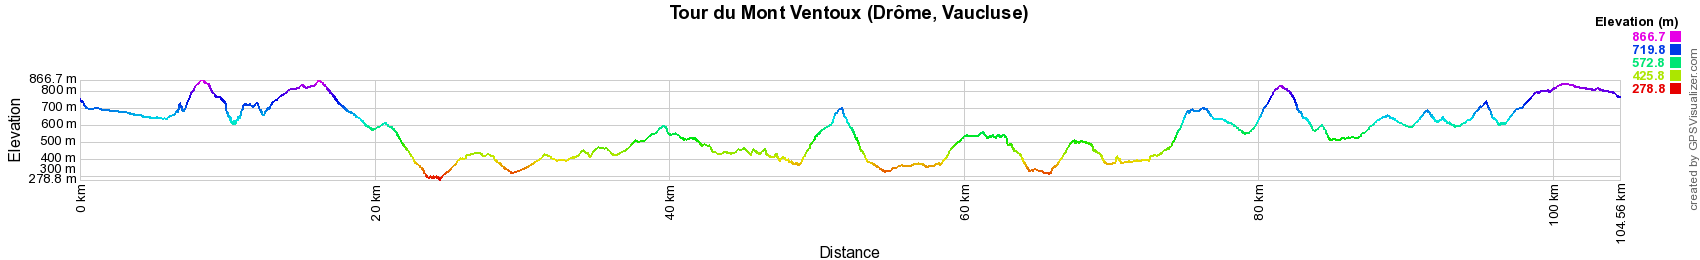 Tour du Mont Ventoux (Drôme, Vaucluse)
Elevation (m)
866.7
719.8
572.8
425.8
278.8
866.7 m
800 m
700 m
600 m
500 m
400 m
300 m
278.8 m
Elevation
0 km
20 km
40 km
60 km
80 km
100 km
104.56 km
Distance
created by GPSVisualizer.com